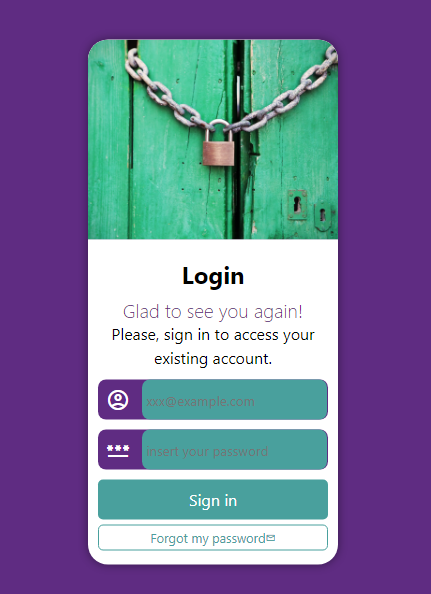 Login
Glad to see you again!
Please, sign in to access your
existing account.
xxx@example.com
insert your password
Sign in
Forgot my password